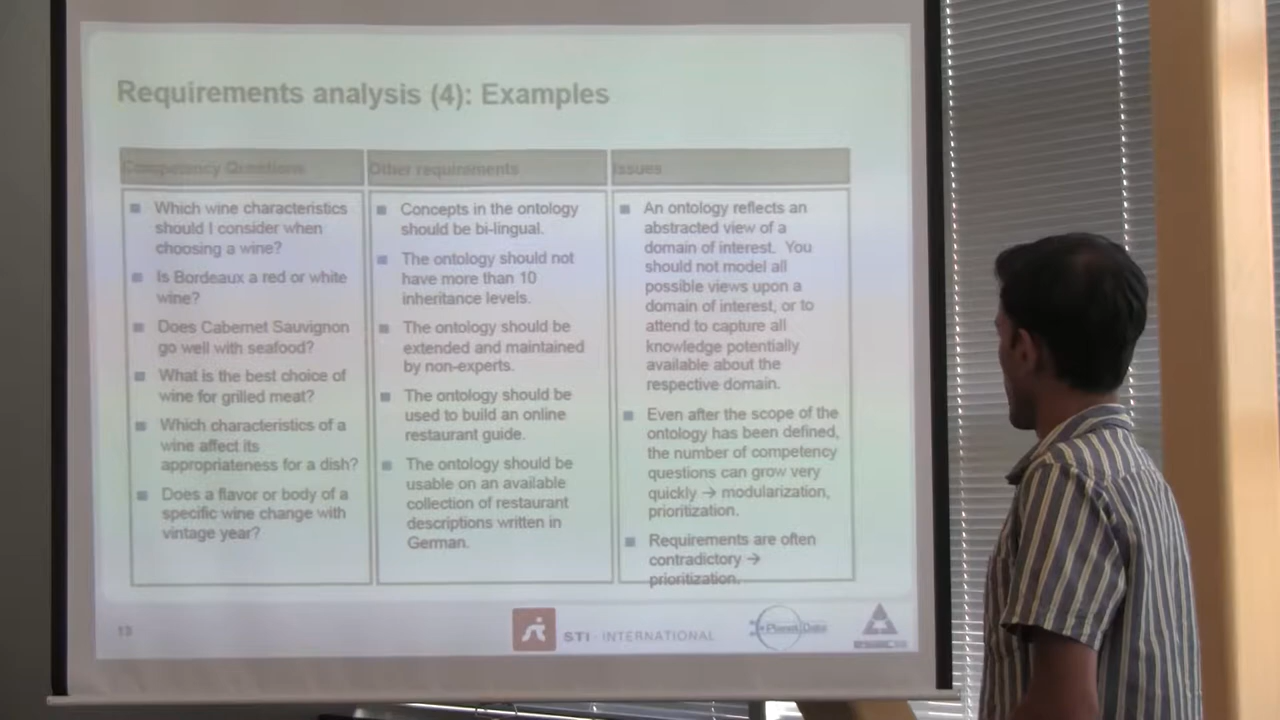 Requirements analysis (4): Examples
Competency Questions
Which wine characteristics
should I consider when
choosing a wine?
Is Bordeaux a red or white
wine?
Does Cabernet Sauvignon
go well with seafood?
What is the best choice of
wine for grilled meat?
Which characteristics of a
wine affect its
appropriateness for a dish?
Does a flavor or body of a
specific wine change with
vintage year?
Other requirements
Concepts in the ontology
should be bi-lingual.
The ontology should not
have more than 10
inheritance levels.
The ontology should be
extended and maintained
by non-experts.
The ontology should be
used to build an online
restaurant guide.
The ontology should be
usable on an available
collection of restaurant
descriptions written in
German.
Issues
An ontology reflects an
abstracted view of a
domain of interest. You
should not model all
possible views upon a
domain of interest, or to
attend to capture all
knowledge potentially
available about the
respective domain.
Even after the scope of the
ontology has been defined,
the number of competency
questions can grow very
quickly → modularization,
prioritization.
Requirements are often
contradictory →
prioritization.
13
STI · INTERNATIONAL
PlanetData